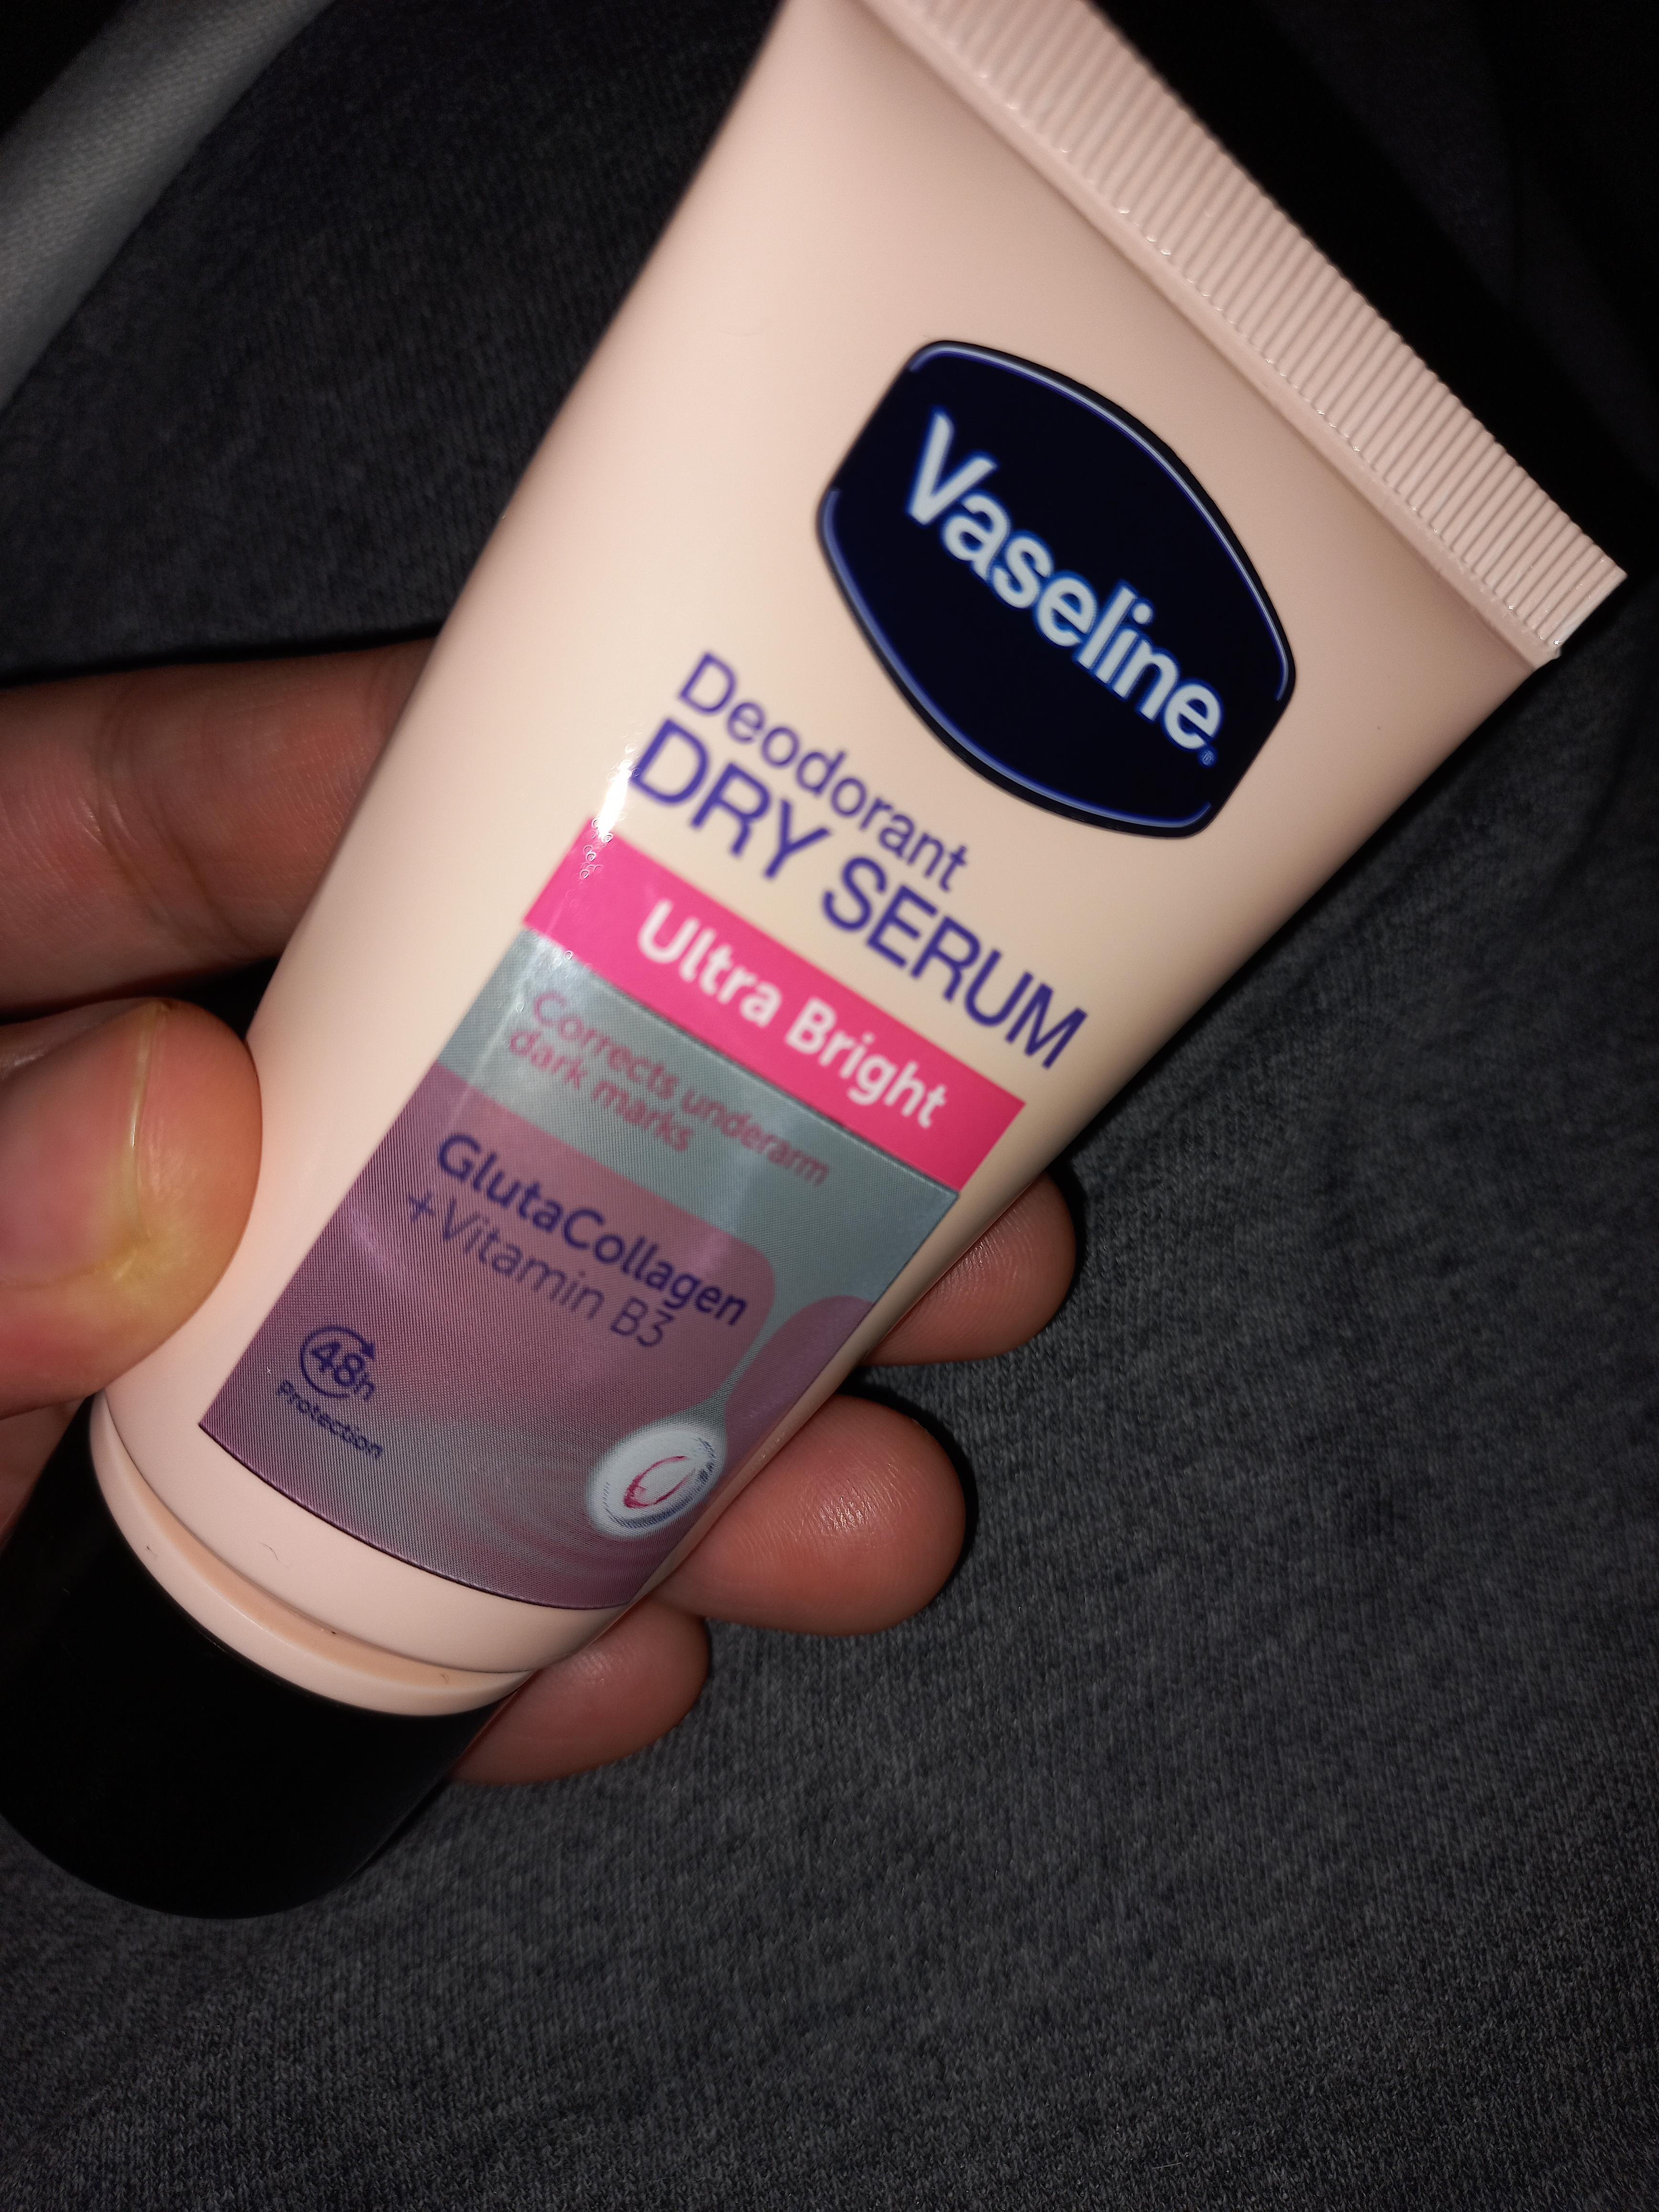 Vaseline®
Deodorant
DRY SERUM
Ultra Bright
Corrects underarm
dark marks
GlutaCollagen
+Vitamin B3
48h
Protection